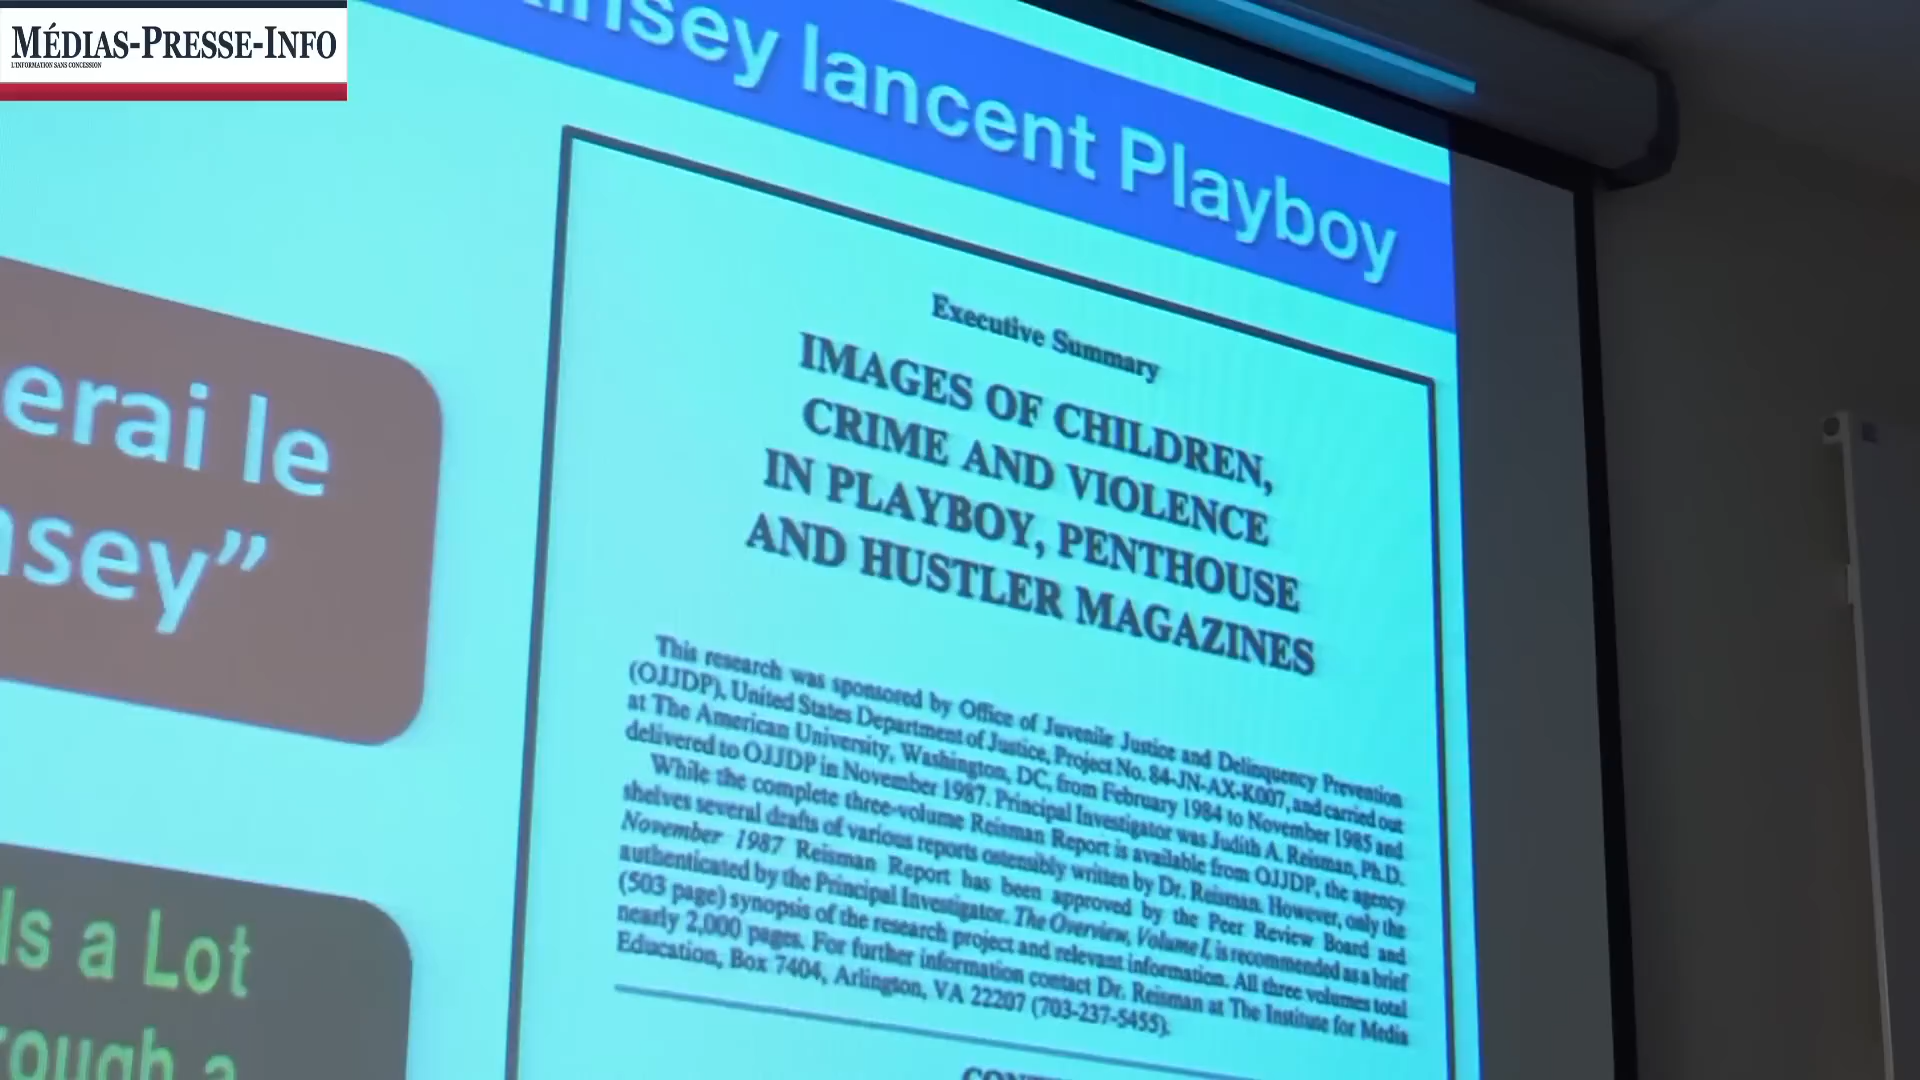 MÉDIAS-PRESSE-INFO
L'INFORMATION SANS CONCESSION
insey lancent Playboy
erai le
nsey”
ls a Lot
rough a
Executive Summary
IMAGES OF CHILDREN,
CRIME AND VIOLENCE
IN PLAYBOY, PENTHOUSE
AND HUSTLER MAGAZINES
This research was sponsored by Office of Juvenile Justice and Delinquency Prevention
(OJJDP), United States Department of Justice, Project No. 84-JN-AX-K007, and carried out
at The American University, Washington, DC, from February 1984 to November 1985 and
delivered to OJJDP in November 1987. Principal Investigator was Judith A. Reisman, Ph.D.
While the complete three-volume Reisman Report is available from OJJDP, the agency
shelves several drafts of various reports ostensibly written by Dr. Reisman. However, only the
November 1987 Reisman Report has been approved by the Peer Review Board and
authenticated by the Principal Investigator. The Overview, Volume I, is recommended as a brief
(503 page) synopsis of the research project and relevant information. All three volumes total
nearly 2,000 pages. For further information contact Dr. Reisman at The Institute for Media
Education, Box 7404, Arlington, VA 22207 (703-237-5455).